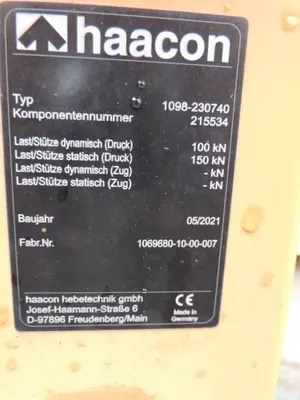 haacon
Typ 1098-230740
Komponentennummer 215534
Last/Stütze dynamisch (Druck) 100 kN
Last/Stütze statisch (Druck) 150 kN
Last/Stütze dynamisch (Zug) - kN
Last/Stütze statisch (Zug) - kN
Baujahr 05/2021
Fabr.Nr. 1069680-10-00-007
haacon hebetechnik gmbh
Josef-Haamann-Straße 6
D-97896 Freudenberg/Main
CE
Made in
Germany